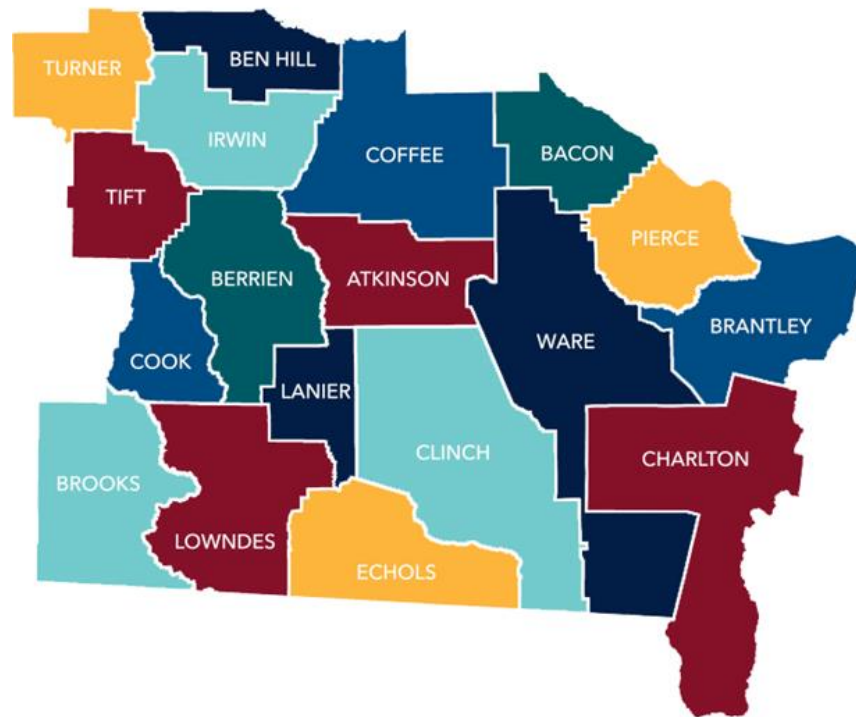 TURNER
BEN HILL
IRWIN
COFFEE
BACON
TIFT
PIERCE
BERRIEN
ATKINSON
BRANTLEY
COOK
WARE
LANIER
CLINCH
CHARLTON
BROOKS
LOWNDES
ECHOLS